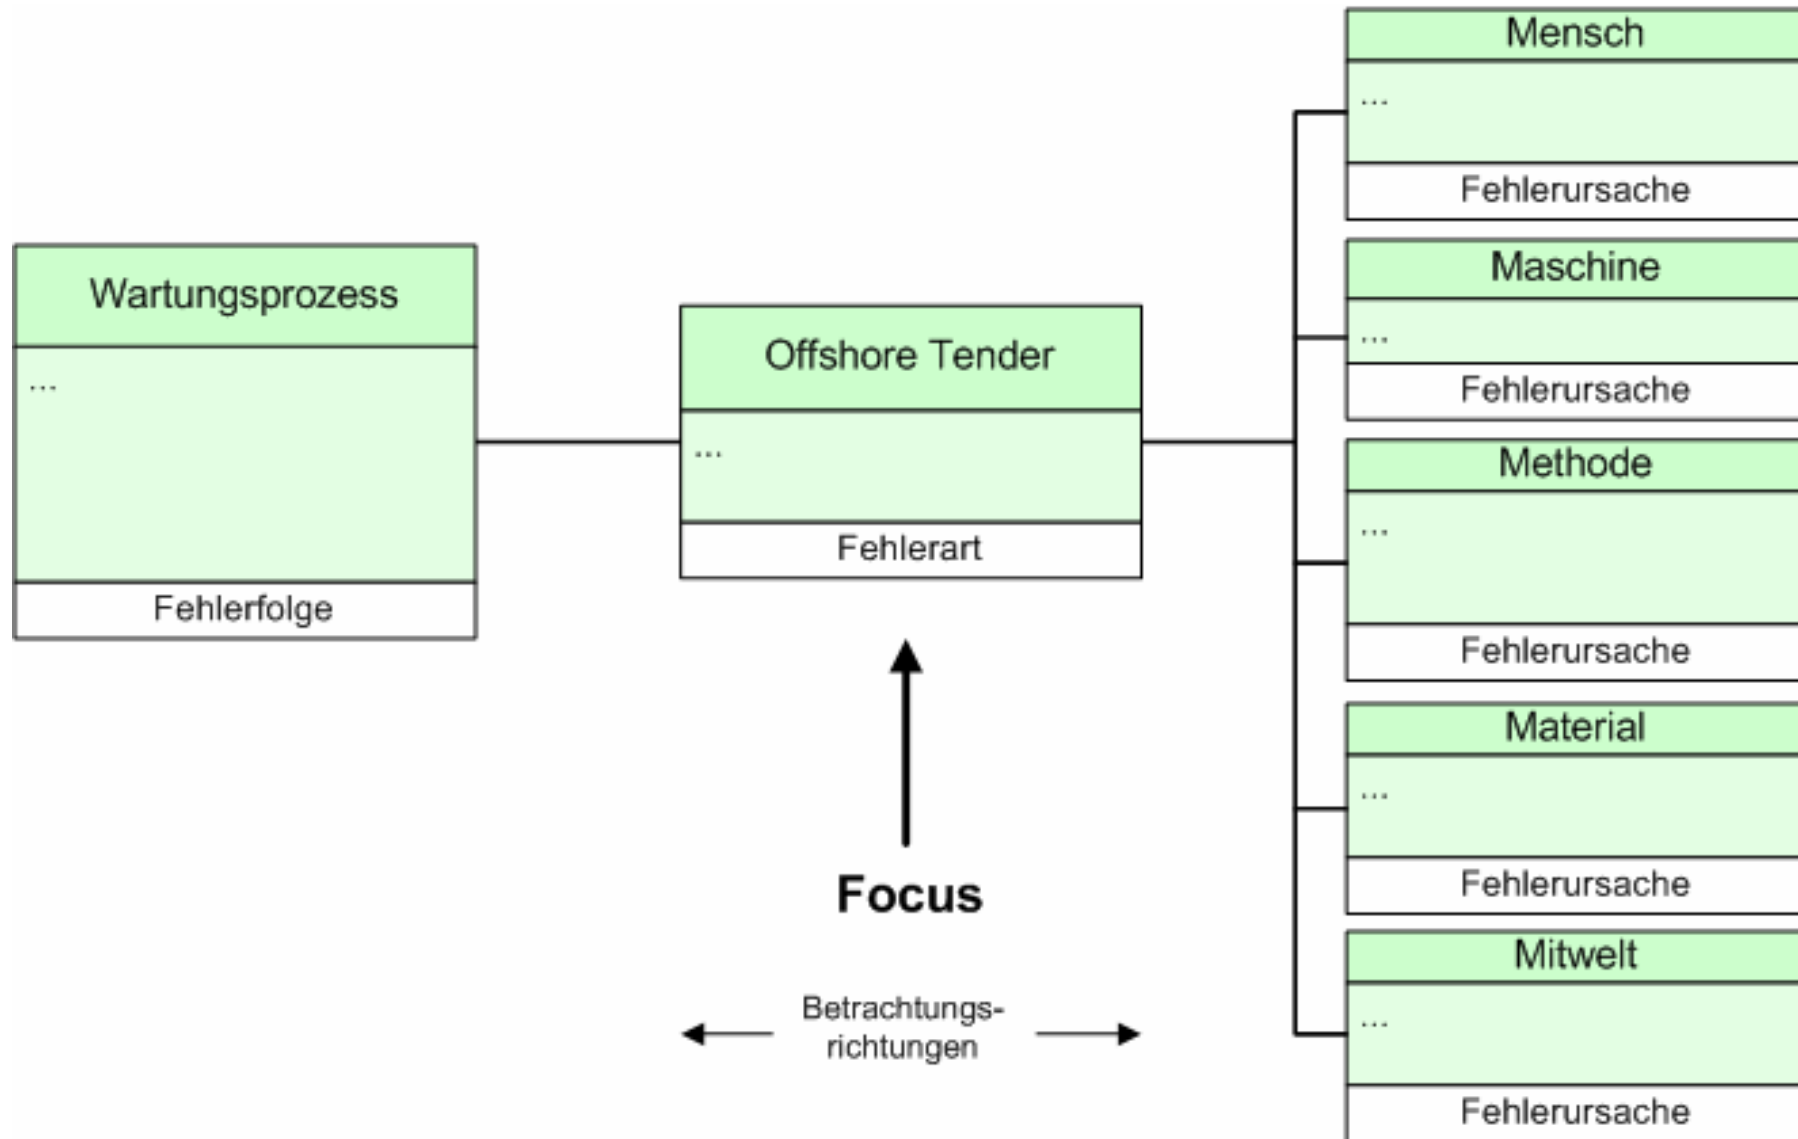 Wartungsprozess
...
Fehlerfolge
Offshore Tender
...
Fehlerart
Focus
Betrachtungs-
richtungen
Mensch
...
Fehlerursache
Maschine
...
Fehlerursache
Methode
...
Fehlerursache
Material
...
Fehlerursache
Mitwelt
...
Fehlerursache